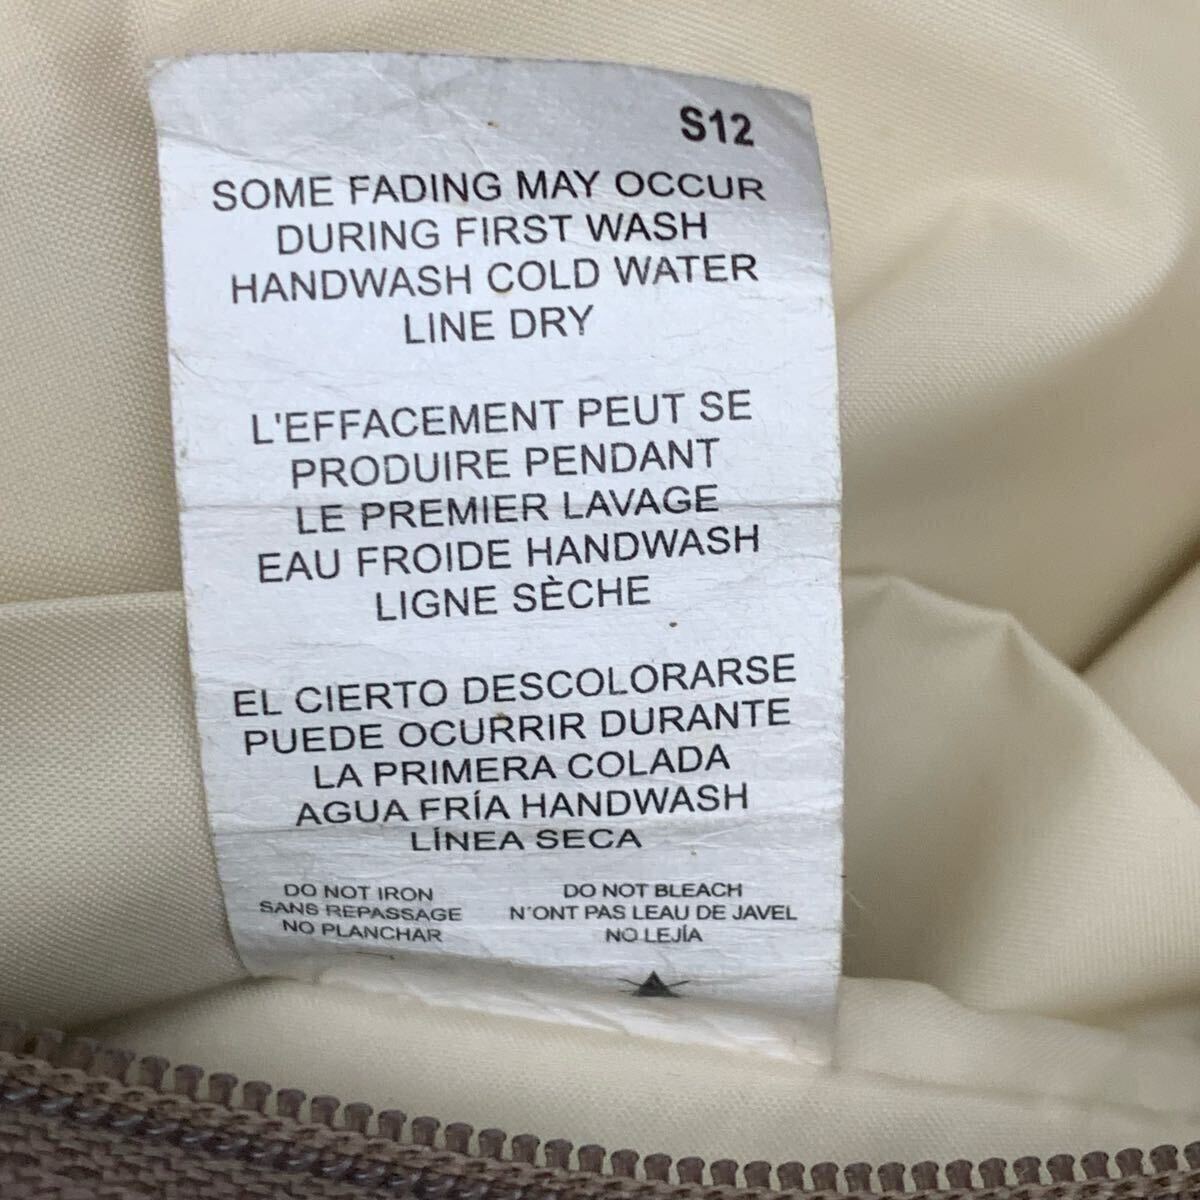 S12
SOME FADING MAY OCCUR
DURING FIRST WASH
HANDWASH COLD WATER
LINE DRY
L'EFFACEMENT PEUT SE
PRODUIRE PENDANT
LE PREMIER LAVAGE
EAU FROIDE HANDWASH
LIGNE SÈCHE
EL CIERTO DESCOLORARSE
PUEDE OCURRIR DURANTE
LA PRIMERA COLADA
AGUA FRÍA HANDWASH
LÍNEA SECA
DO NOT IRON
SANS REPASSAGE
NO PLANCHAR
DO NOT BLEACH
N'ONT PAS LEAU DE JAVEL
NO LEJÍA